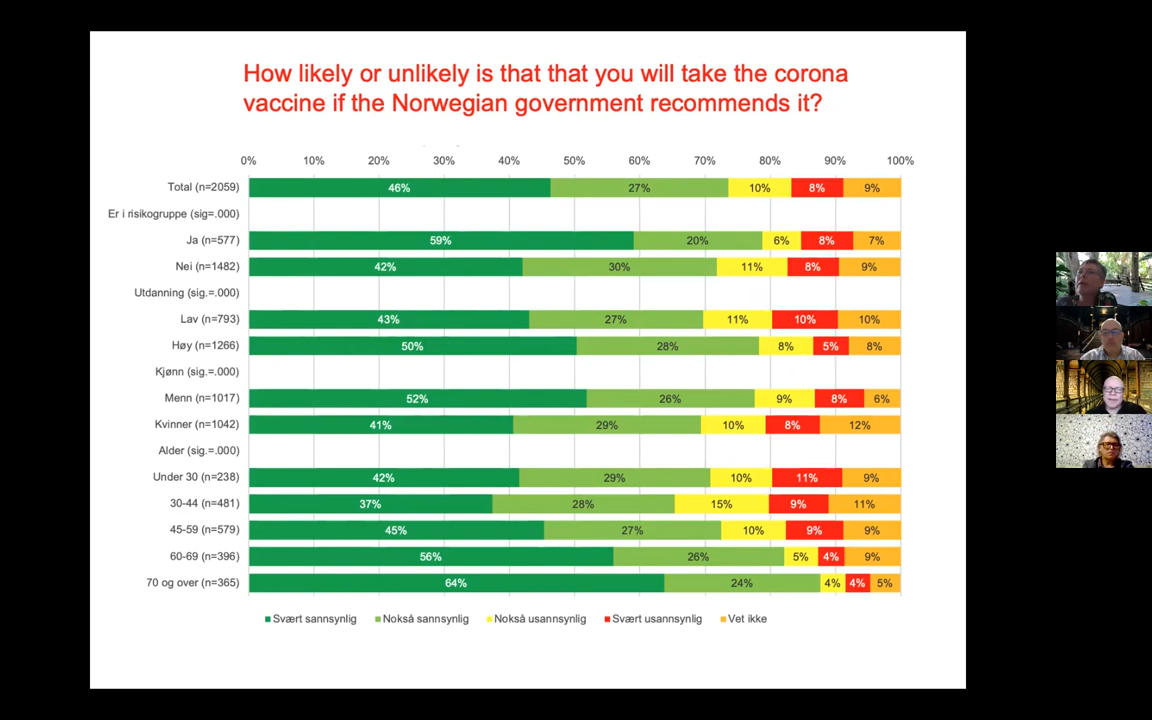 How likely or unlikely is that that you will take the corona
vaccine if the Norwegian government recommends it?
0% 10% 20% 30% 40% 50% 60% 70% 80% 90% 100%
Total (n=2059) 46% 27% 10% 8% 9%
Er i risikogruppe (sig=.000)
Ja (n=577) 59% 20% 6% 8% 7%
Nei (n=1482) 42% 30% 11% 8% 9%
Utdanning (sig.=.000)
Lav (n=793) 43% 27% 11% 10% 10%
Høy (n=1266) 50% 28% 8% 5% 8%
Kjønn (sig.=.000)
Menn (n=1017) 52% 26% 9% 8% 6%
Kvinner (n=1042) 41% 29% 10% 8% 12%
Alder (sig=.000)
Under 30 (n=238) 42% 29% 10% 11% 9%
30-44 (n=481) 37% 28% 15% 9% 11%
45-59 (n=579) 45% 27% 10% 9% 9%
60-69 (n=396) 56% 26% 5% 4% 9%
70 og over (n=365) 64% 24% 4% 4% 5%
Svært sannsynlig Nokså sannsynlig Nokså usannsynlig Svært usannsynlig Vet ikke